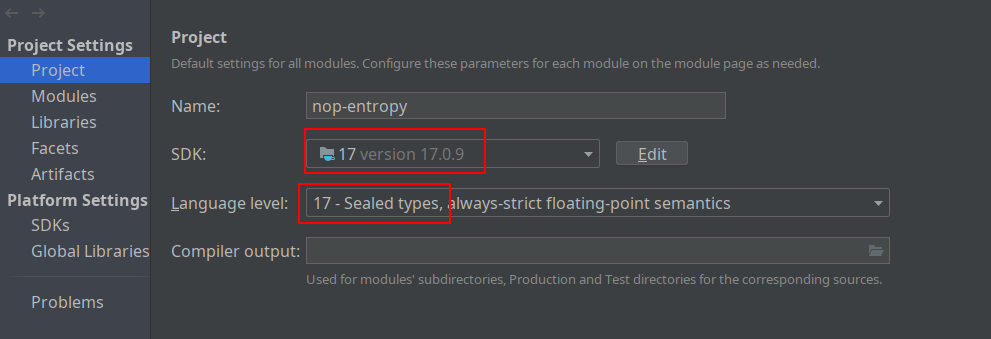 Project Settings
Project
Modules
Libraries
Facets
Artifacts
Platform Settings
SDKs
Global Libraries
Problems
Project
Default settings for all modules. Configure these parameters for each module on the module page as needed.
Name: nop-entropy
SDK: 17 version 17.0.9 Edit
Language level: 17 - Sealed types, always-strict floating-point semantics
Compiler output:
Used for modules' subdirectories, Production and Test directories for the corresponding sources.